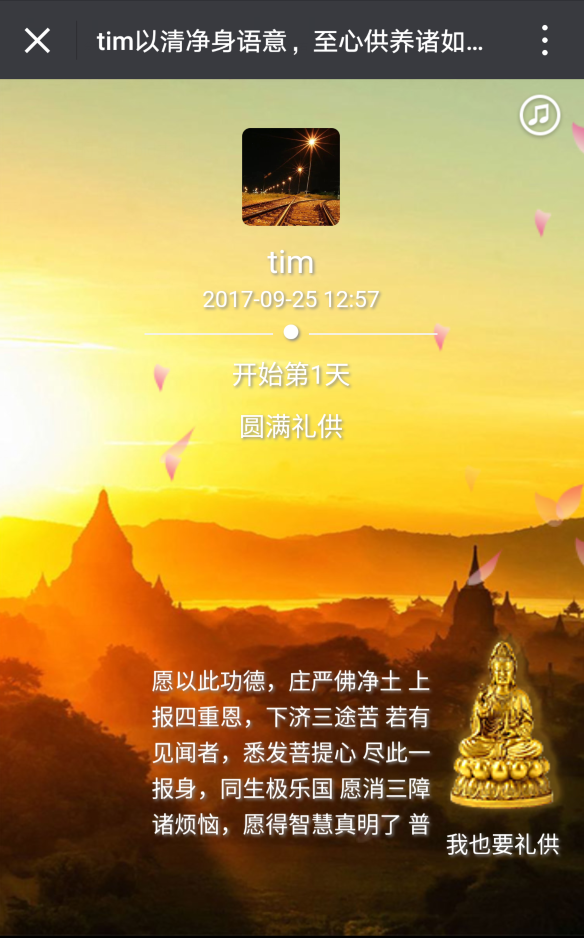 tim以清净身语意，至心供养诸如...
tim
2017-09-25 12:57
开始第1天
圆满礼供
愿以此功德，庄严佛净土 上
报四重恩，下济三途苦 若有
见闻者，悉发菩提心 尽此一
报身，同生极乐国 愿消三障
诸烦恼，愿得智慧真明了 普
我也要礼供